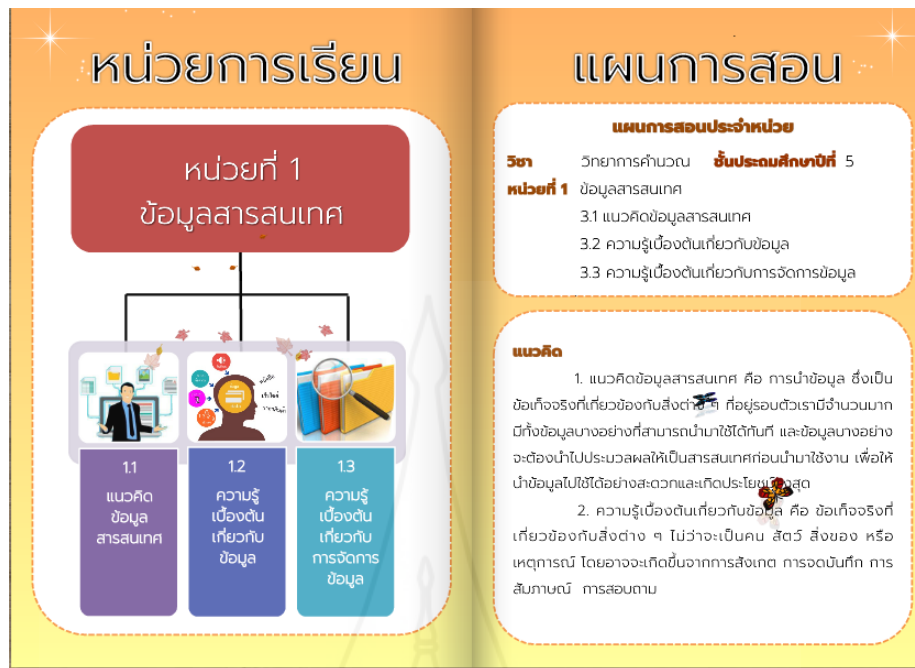 หน่วยการเรียน
หน่วยที่ 1
ข้อมูลสารสนเทศ
1.1
แนวคิด
ข้อมูล
สารสนเทศ
1.2
ความรู้
เบื้องต้น
เกี่ยวกับ
ข้อมูล
1.3
ความรู้
เบื้องต้น
เกี่ยวกับ
การจัดการ
ข้อมูล
แผนการสอน
แผนการสอนประจำหน่วย
วิชา วิทยาการคำนวณ ชั้นประถมศึกษาปีที่ 5
หน่วยที่ 1 ข้อมูลสารสนเทศ
3.1 แนวคิดข้อมูลสารสนเทศ
3.2 ความรู้เบื้องต้นเกี่ยวกับข้อมูล
3.3 ความรู้เบื้องต้นเกี่ยวกับการจัดการข้อมูล
แนวคิด
1. แนวคิดข้อมูลสารสนเทศ คือ การนำข้อมูล ซึ่งเป็น
ข้อเท็จจริงที่เกี่ยวข้องกับสิ่งต่าง ๆ ที่อยู่รอบตัวเรามีจำนวนมาก
มีทั้งข้อมูลบางอย่างที่สามารถนำมาใช้ได้ทันที และข้อมูลบางอย่าง
จะต้องนำไปประมวลผลให้เป็นสารสนเทศก่อนนำมาใช้งาน เพื่อให้
นำข้อมูลไปใช้ได้อย่างสะดวกและเกิดประโยชน์สูงสุด
2. ความรู้เบื้องต้นเกี่ยวกับข้อมูล คือ ข้อเท็จจริงที่
เกี่ยวข้องกับสิ่งต่าง ๆ ไม่ว่าจะเป็นคน สัตว์ สิ่งของ หรือ
เหตุการณ์ โดยอาจจะเกิดขึ้นจากการสังเกต การจดบันทึก การ
สัมภาษณ์ การสอบถาม